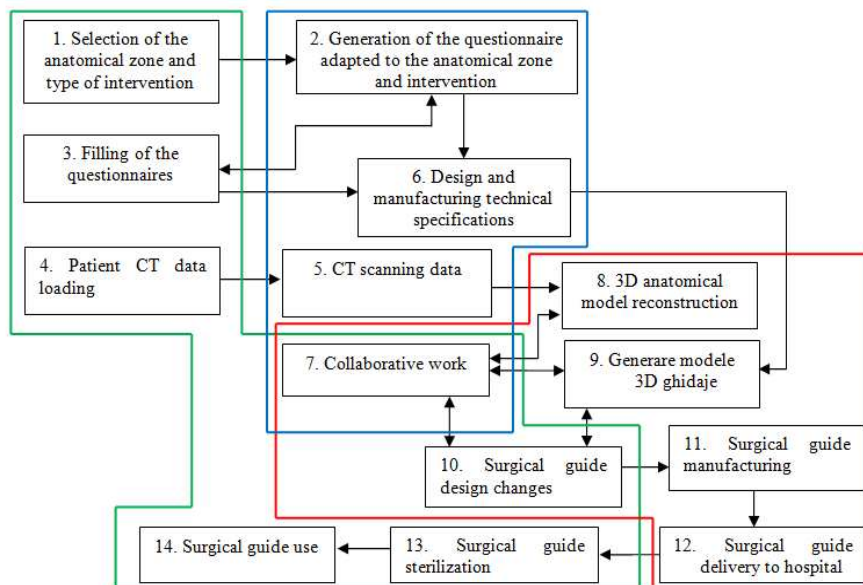 1. Selection of the
anatomical zone and
type of intervention
2. Generation of the questionnaire
adapted to the anatomical zone
and intervention
3. Filling of the
questionnaires
6. Design and
manufacturing technical
specifications
4. Patient CT data
loading
5. CT scanning data
8. 3D anatomical
model reconstruction
7. Collaborative work
9. Generare modele
3D ghidaje
10. Surgical guide
design changes
11. Surgical guide
manufacturing
14. Surgical guide use
13. Surgical guide
sterilization
12. Surgical guide
delivery to hospital